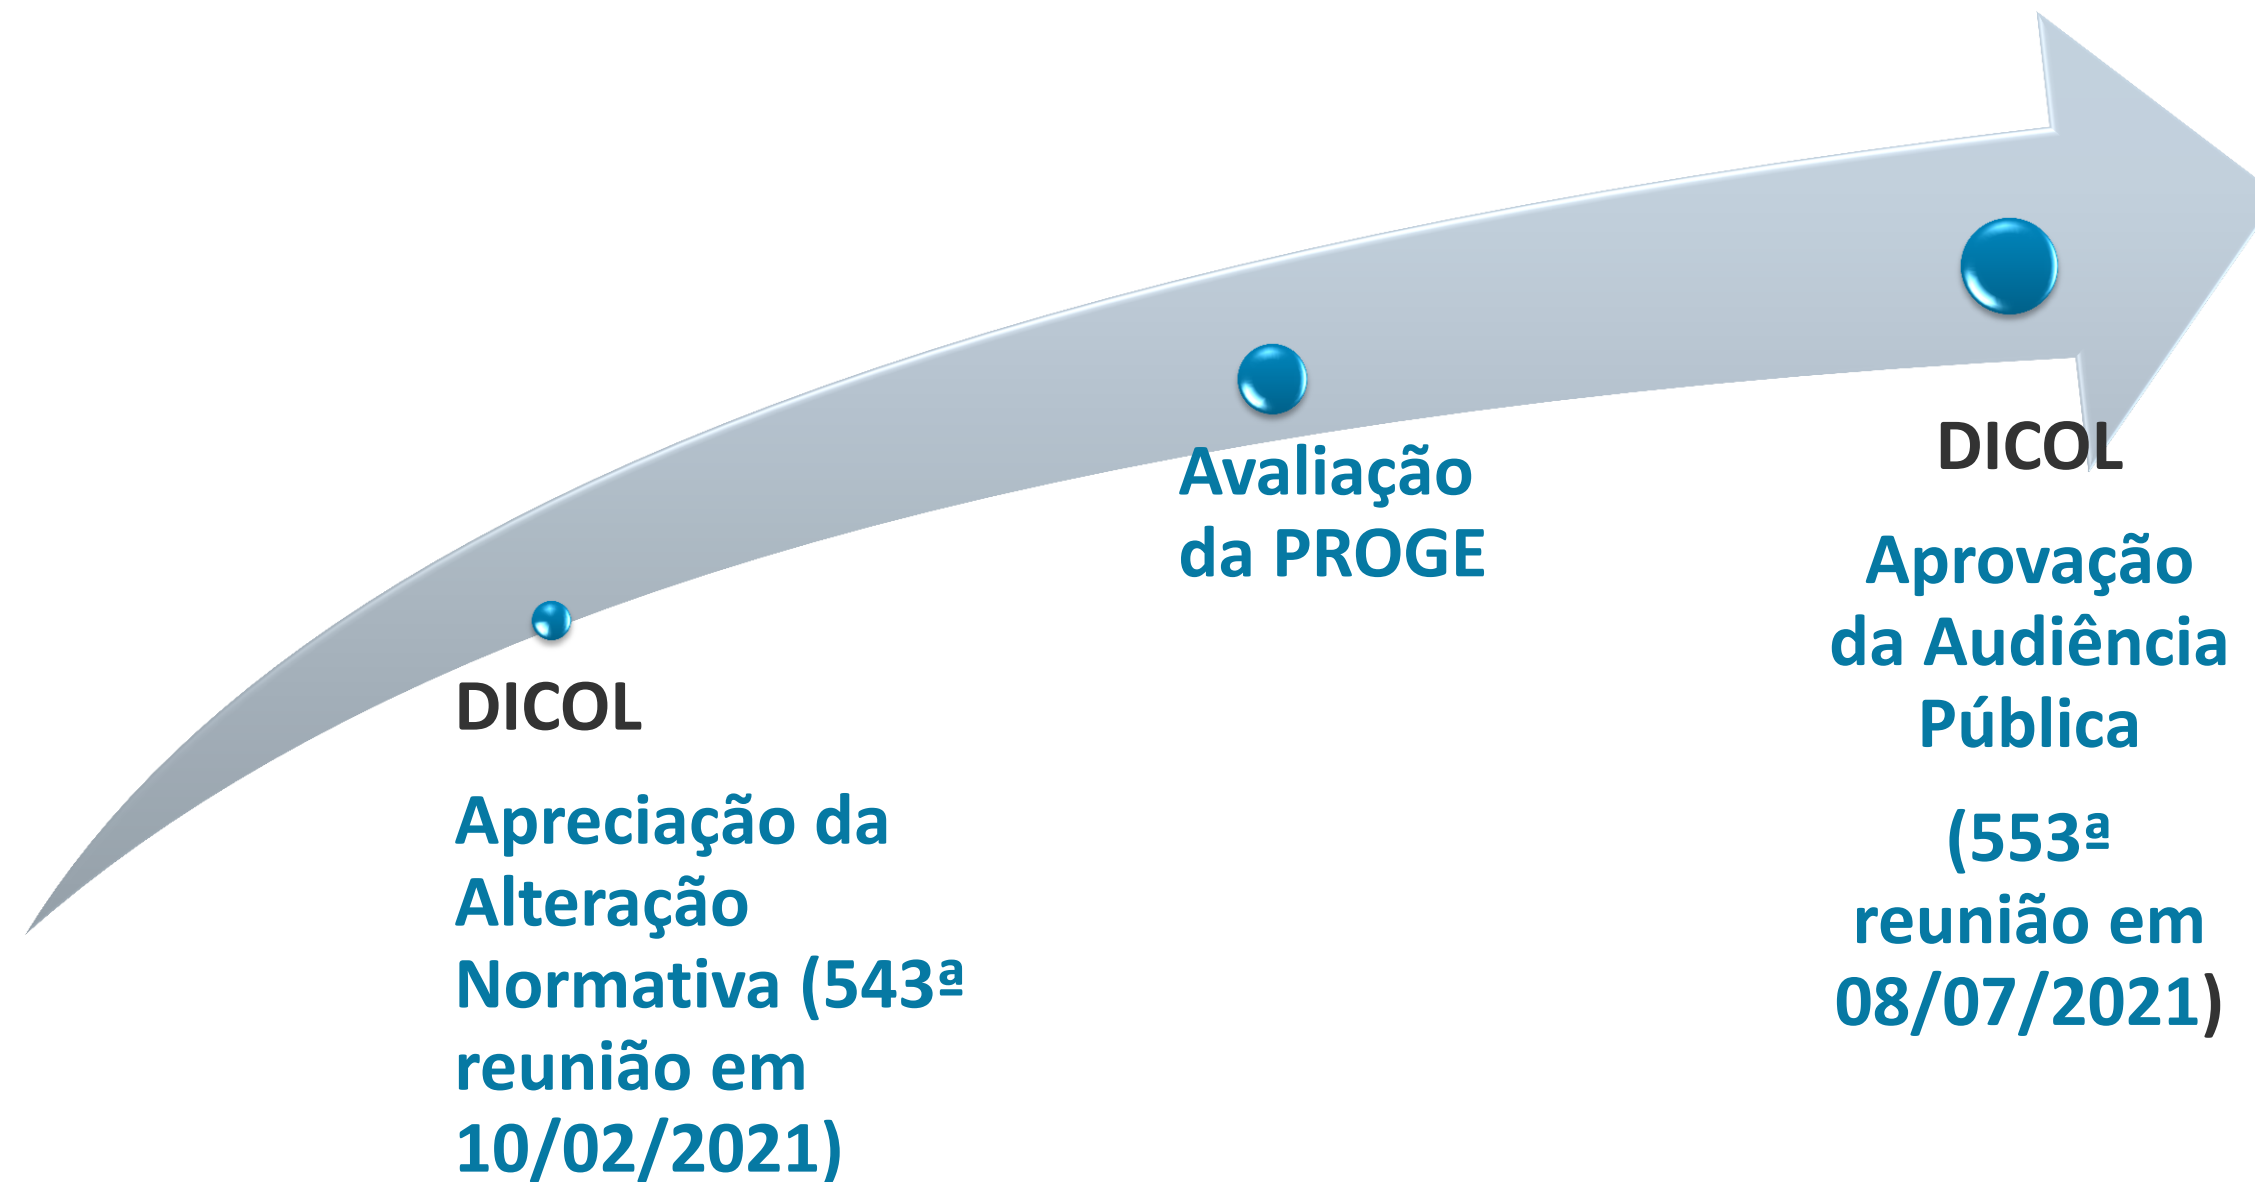 DICOL
Apreciação da
Alteração
Normativa (543ª
reunião em
10/02/2021)
Avaliação
da PROGE
DICOL
Aprovação
da Audiência
Pública
(553ª
reunião em
08/07/2021)